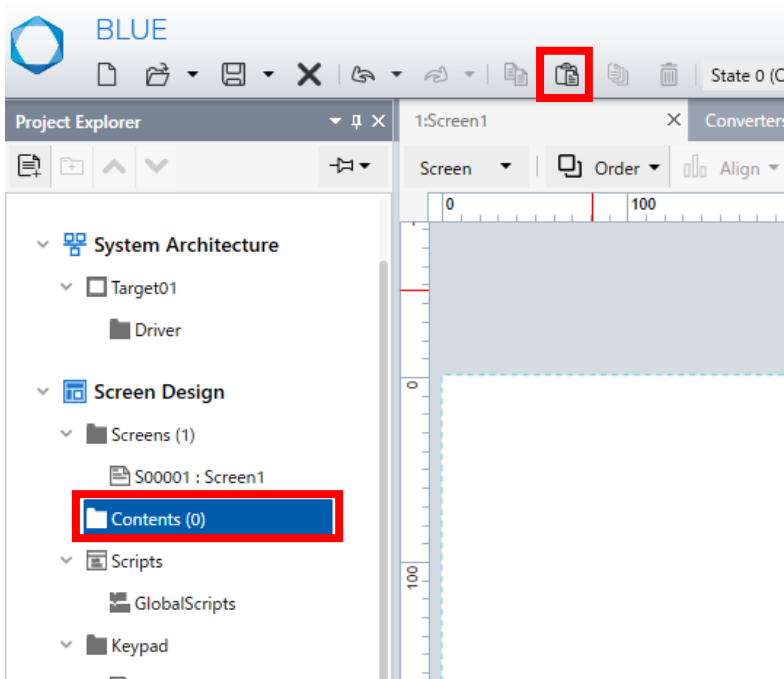 BLUE
State 0 (O
Project Explorer
1:Screen1
Converters
Screen
Order
Align
0
100
System Architecture
Target01
Driver
Screen Design
Screens (1)
S00001 : Screen1
Contents (0)
Scripts
GlobalScripts
Keypad
0
100